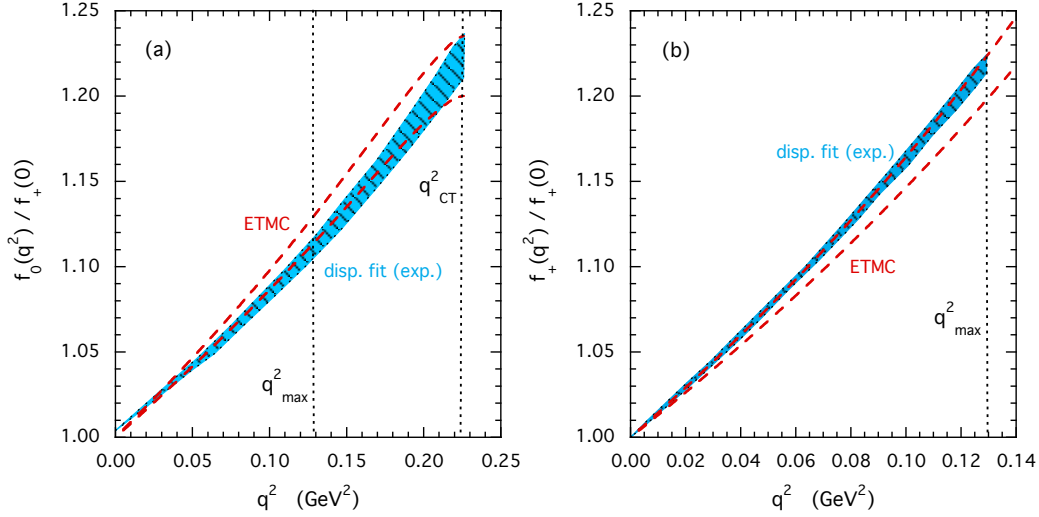 (a)
f₀(q²) / f₊(0)
1.25
1.20
1.15
1.10
1.05
1.00
ETMC
disp. fit (exp.)
q²CT
q²max
0.00 0.05 0.10 0.15 0.20 0.25
q² (GeV²)
(b)
f₊(q²) / f₊(0)
1.25
1.20
1.15
1.10
1.05
1.00
disp. fit (exp.)
ETMC
q²max
0.00 0.02 0.04 0.06 0.08 0.10 0.12 0.14
q² (GeV²)